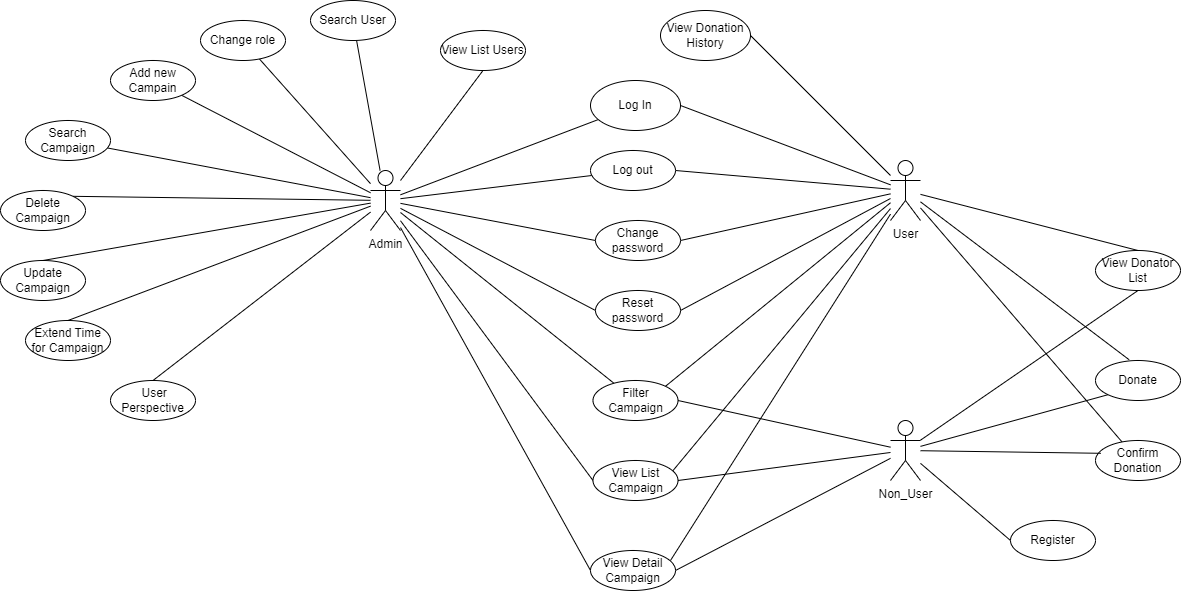 Search User
View Donation
History
Change role
View List Users
Add new
Campain
Log In
Search
Campaign
Log out
Delete
Campaign
Admin
User
Change
password
View Donator
List
Update
Campaign
Reset
password
Extend Time
for Campaign
User
Perspective
Filter
Campaign
Donate
View List
Campaign
Confirm
Donation
Non_User
Register
View Detail
Campaign